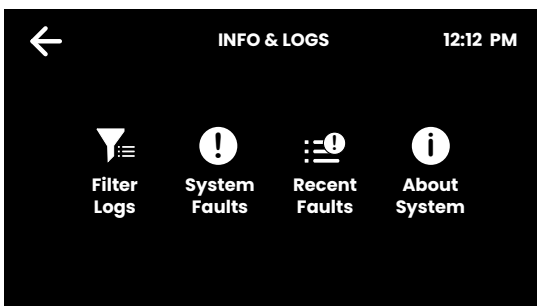 INFO & LOGS 12:12 PM
Filter System Recent About
Logs Faults Faults System